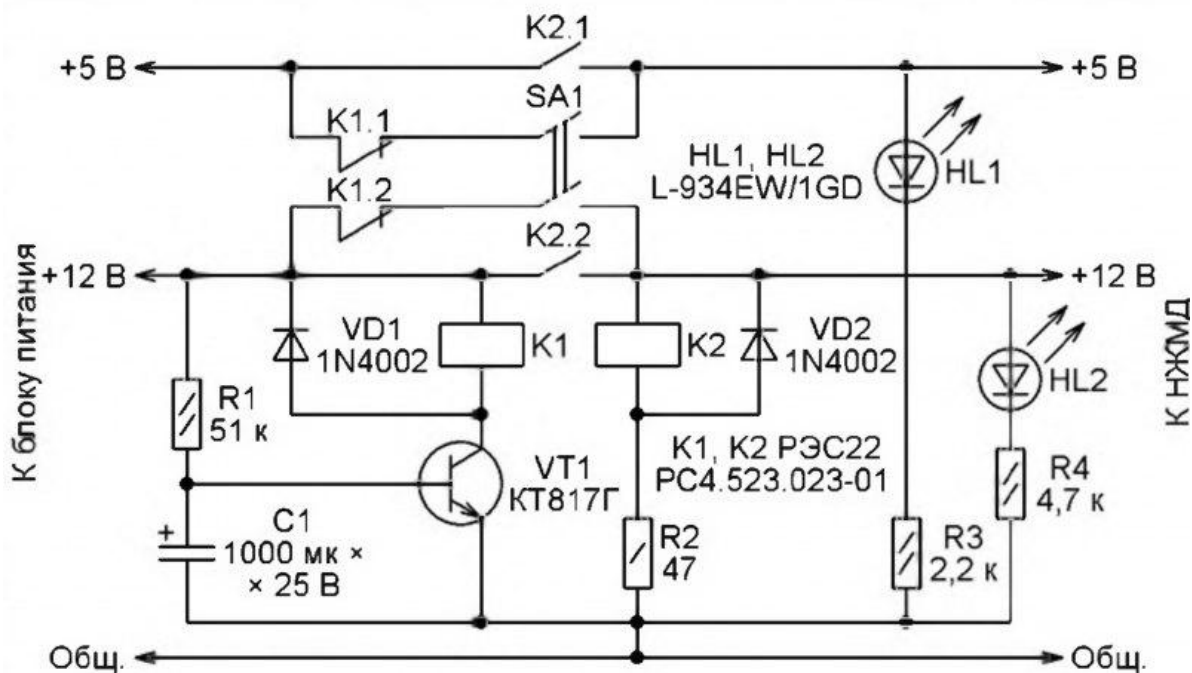 K2.1
+5 В
+5 В
SA1
K1.1
HL1, HL2
L-934EW/1GD
HL1
K1.2
K2.2
+12 В
+12 В
К блоку питания
К НЖМД
VD1
1N4002
K1
K2
VD2
1N4002
HL2
R1
51 к
VT1
КТ817Г
K1, K2 РЭС22
РС4.523.023-01
R4
4,7 к
C1
1000 мк ×
× 25 В
+
R2
47
R3
2,2 к
Общ.
Общ.